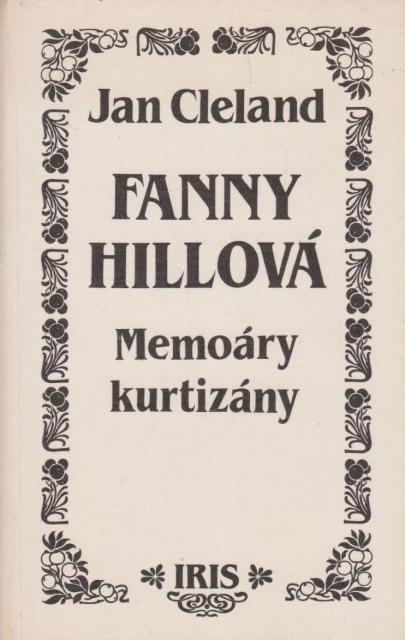 Jan Cleland
FANNY
HILLOVÁ
Memoáry
kurtizány
IRIS